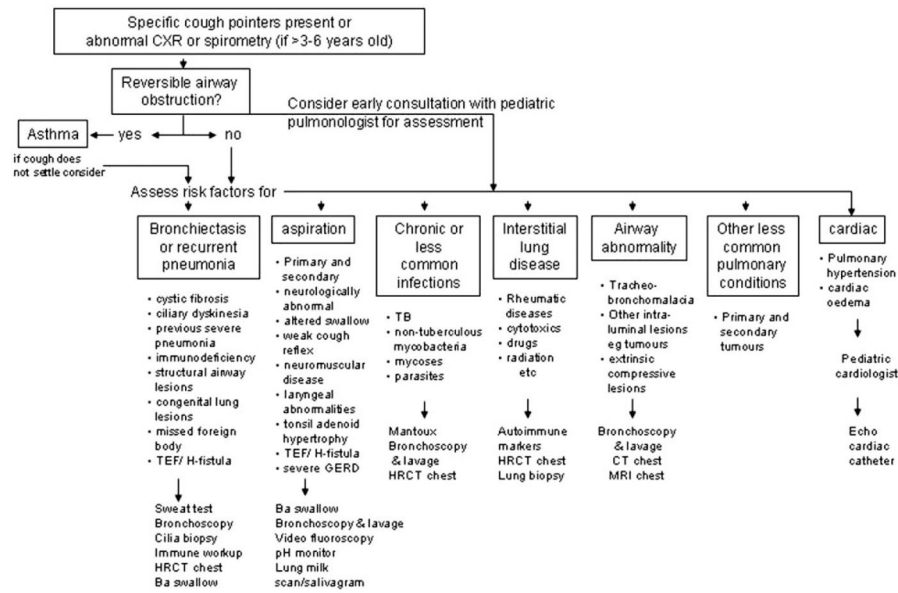 Specific cough pointers present or
abnormal CXR or spirometry (if >3-6 years old)
Reversible airway
obstruction?
Consider early consultation with pediatric
pulmonologist for assessment
Asthma
yes
no
if cough does
not settle consider
Assess risk factors for
Bronchiectasis
or recurrent
pneumonia
• cystic fibrosis
• ciliary dyskinesia
• previous severe
pneumonia
• immunodeficiency
• structural airway
lesions
• congenital lung
lesions
• missed foreign
body
• TEF/ H-fistula
Sweat test
Bronchoscopy
Cilia biopsy
Immune workup
HRCT chest
Ba swallow
aspiration
• Primary and
secondary
• neurologically
abnormal
• altered swallow
• weak cough
reflex
• neuromuscular
disease
• laryngeal
abnormalities
• tonsil adenoid
hypertrophy
• TEF/ H-fistula
• severe GERD
Ba swallow
Bronchoscopy & lavage
Video fluoroscopy
pH monitor
Lung milk
scan/salivagram
Chronic or
less
common
infections
• TB
• non-tuberculous
mycobacteria
• mycoses
• parasites
Mantoux
Bronchoscopy
& lavage
HRCT chest
Interstitial
lung
disease
• Rheumatic
diseases
• cytotoxics
• drugs
• radiation
etc
Autoimmune
markers
HRCT chest
Lung biopsy
Airway
abnormality
• Tracheo-
bronchomalacia
• Other intra-
luminal lesions
eg tumours
• extrinsic
compressive
lesions
Bronchoscopy
& lavage
CT chest
MRI chest
Other less
common
pulmonary
conditions
• Primary and
secondary
tumours
cardiac
• Pulmonary
hypertension
• cardiac
oedema
Pediatric
cardiologist
Echo
cardiac
catheter